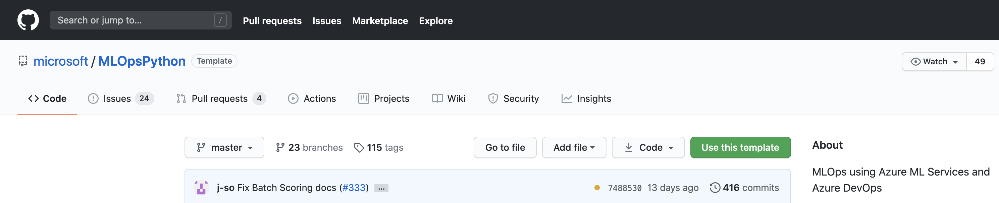 Search or jump to... / Pull requests Issues Marketplace Explore
microsoft / MLOpsPython Template Watch 49
Code Issues 24 Pull requests 4 Actions Projects Wiki Security Insights
master 23 branches 115 tags Go to file Add file Code Use this template
About
j-so Fix Batch Scoring docs (#333) ... 7488530 13 days ago 416 commits
MLOps using Azure ML Services and
Azure DevOps